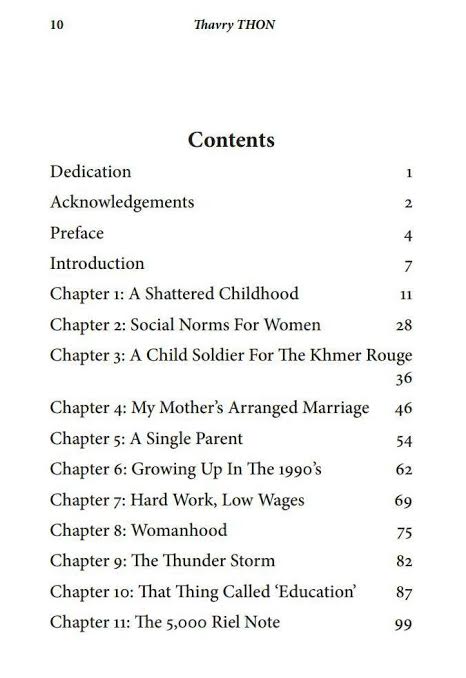 10 Thavry THON
Contents
Dedication 1
Acknowledgements 2
Preface 4
Introduction 7
Chapter 1: A Shattered Childhood 11
Chapter 2: Social Norms For Women 28
Chapter 3: A Child Soldier For The Khmer Rouge
36
Chapter 4: My Mother’s Arranged Marriage 46
Chapter 5: A Single Parent 54
Chapter 6: Growing Up In The 1990’s 62
Chapter 7: Hard Work, Low Wages 69
Chapter 8: Womanhood 75
Chapter 9: The Thunder Storm 82
Chapter 10: That Thing Called ‘Education’ 87
Chapter 11: The 5,000 Riel Note 99